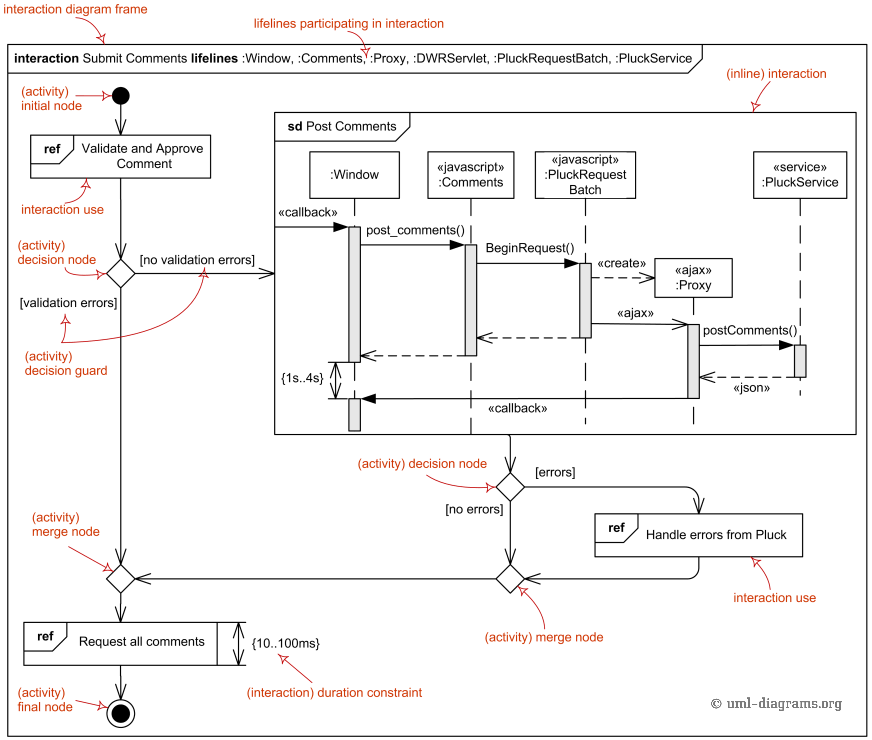 interaction diagram frame
lifelines participating in interaction
interaction Submit Comments lifelines :Window, :Comments, :Proxy, :DWRServlet, :PluckRequestBatch, :PluckService
(inline) interaction
(activity)
initial node
sd Post Comments
ref
Validate and Approve
Comment
:Window
«javascript»
:Comments
«javascript»
:PluckRequest
Batch
«service»
:PluckService
interaction use
«callback»
post_comments()
BeginRequest()
(activity)
decision node
[no validation errors]
«create»
«ajax»
:Proxy
[validation errors]
«ajax»
postComments()
(activity)
decision guard
{1s..4s}
«json»
«callback»
(activity) decision node
[errors]
[no errors]
(activity)
merge node
ref
Handle errors from Pluck
interaction use
(activity) merge node
ref
Request all comments
{10..100ms}
(activity)
final node
(interaction) duration constraint
© uml-diagrams.org